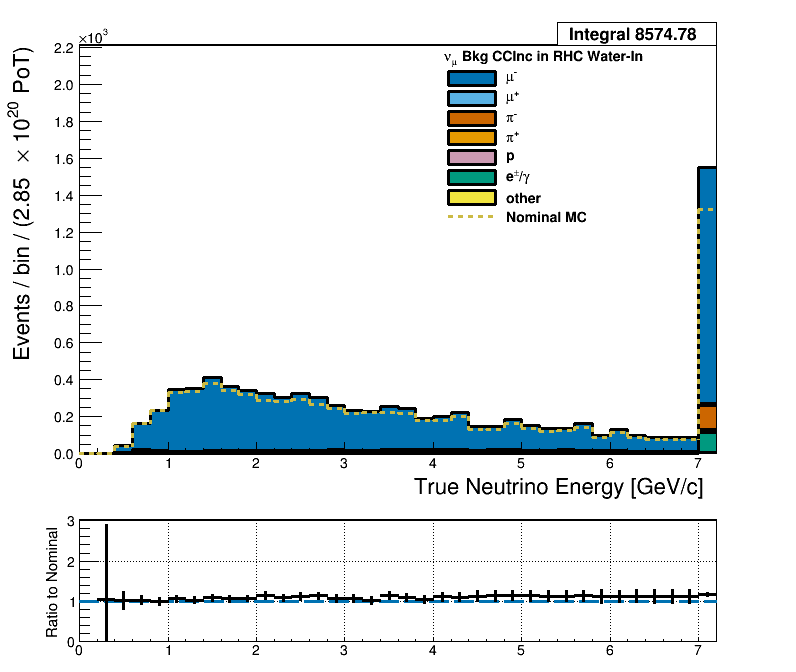 Integral 8574.78
×10³
2.2
2.0
1.8
1.6
1.4
1.2
1.0
0.8
0.6
0.4
0.2
0.0
Events / bin / (2.85 × 10²⁰ PoT)
νμ Bkg CCInc in RHC Water-In
μ⁻
μ⁺
π⁻
π⁺
p
e±/γ
other
Nominal MC
0 1 2 3 4 5 6 7
True Neutrino Energy [GeV/c]
Ratio to Nominal
3
2
1
0
0 1 2 3 4 5 6 7